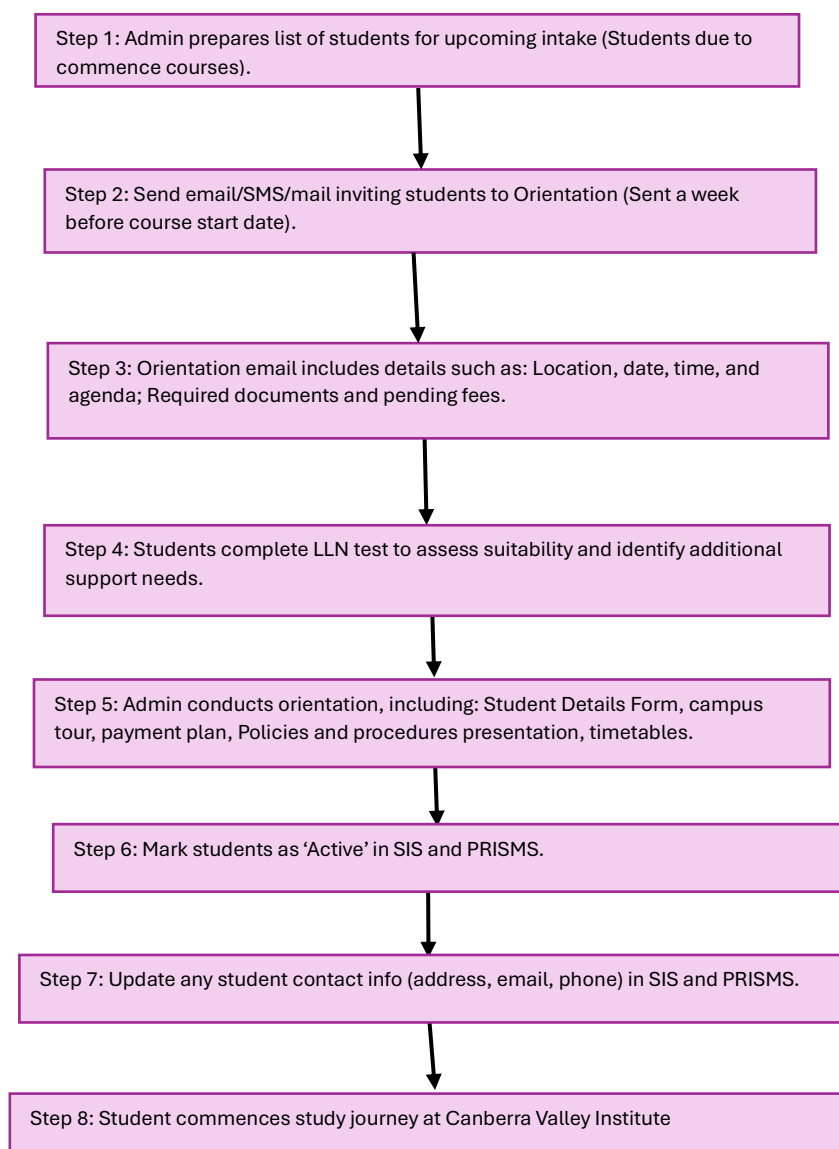 Step 1: Admin prepares list of students for upcoming intake (Students due to
commence courses).
Step 2: Send email/SMS/mail inviting students to Orientation (Sent a week
before course start date).
Step 3: Orientation email includes details such as: Location, date, time, and
agenda; Required documents and pending fees.
Step 4: Students complete LLN test to assess suitability and identify additional
support needs.
Step 5: Admin conducts orientation, including: Student Details Form, campus
tour, payment plan, Policies and procedures presentation, timetables.
Step 6: Mark students as ‘Active’ in SIS and PRISMS.
Step 7: Update any student contact info (address, email, phone) in SIS and PRISMS.
Step 8: Student commences study journey at Canberra Valley Institute